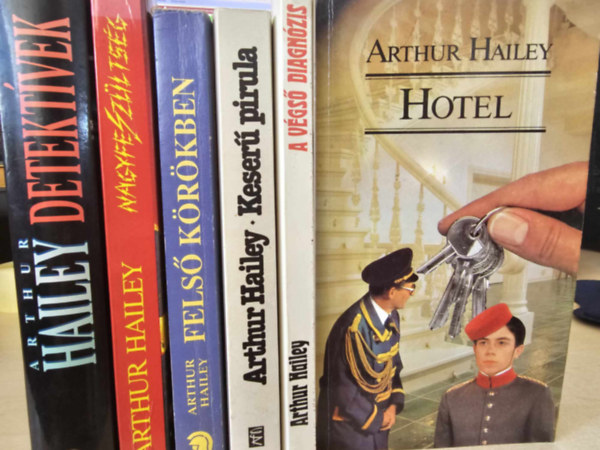 ARTHUR
HAILEY DETEKTÍVEK
ARTHUR HAILEY NAGYFESZÜLTSÉG
ARTHUR
HAILEY
FELSŐ KÖRÖKBEN
Arthur Hailey · Keserű pirula
Arthur Hailey A VÉGSŐ DIAGNÓZIS
ARTHUR HAILEY
HOTEL